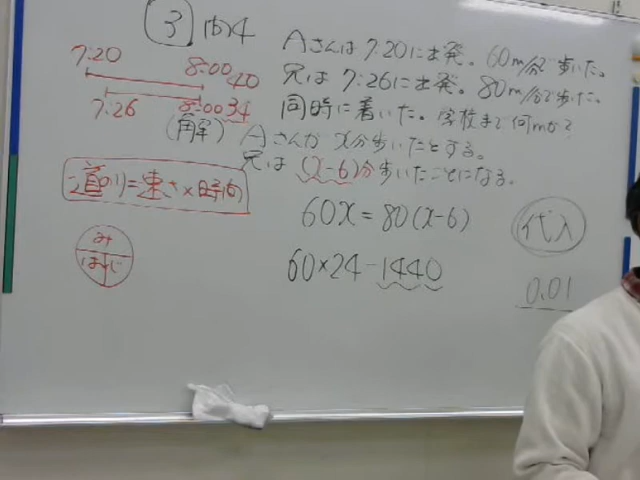 3 問4
Aさんは7:20に出発。60m/分で歩いた。
兄は7:26に出発。80m/分で歩いた。
同時に着いた。学校まで何mか?
7:20 8:00 40
7:26 8:00 34
(解) Aさんが x分歩いたとする。
兄は (x-6)分歩いたことになる。
道のり=速さ×時間
60x=80(x-6)
み
は じ
60×24-1440
代入
0.01